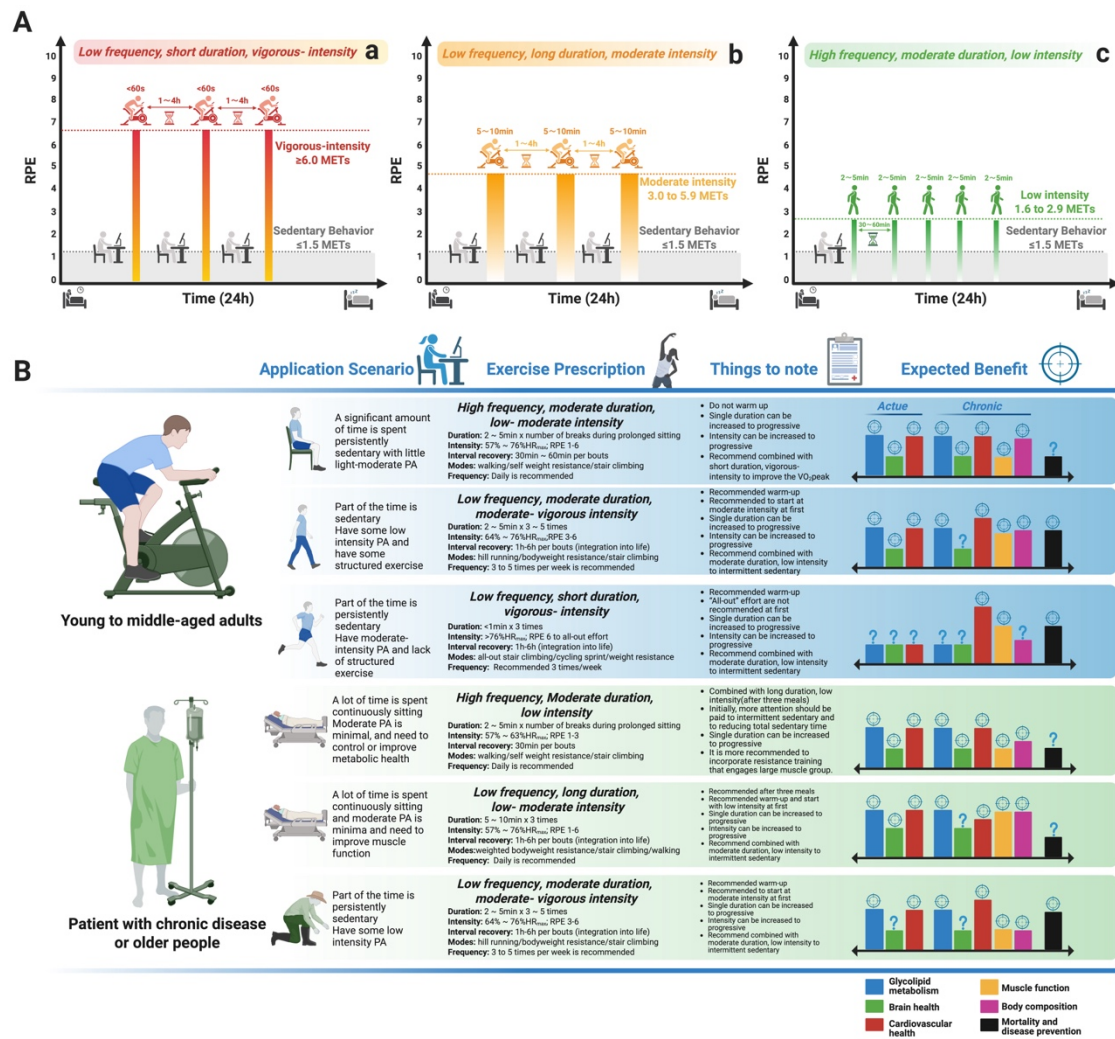 A
Low frequency, short duration, vigorous- intensity
a
10
9
8
7
6
5
4
3
2
1
0
RPE
<60s
<60s
<60s
1~4h
1~4h
Vigorous-intensity
≥6.0 METs
Sedentary Behavior
≤1.5 METs
Time (24h)
Low frequency, long duration, moderate intensity
b
10
9
8
7
6
5
4
3
2
1
0
RPE
5~10min
5~10min
5~10min
1~4h
1~4h
Moderate intensity
3.0 to 5.9 METs
Sedentary Behavior
≤1.5 METs
Time (24h)
High frequency, moderate duration, low intensity
c
10
9
8
7
6
5
4
3
2
1
0
RPE
2~5min
2~5min
2~5min
2~5min
2~5min
30~60min
Low intensity
1.6 to 2.9 METs
Sedentary Behavior
≤1.5 METs
Time (24h)
B
Application Scenario
Exercise Prescription
Things to note
Expected Benefit
Young to middle-aged adults
A significant amount
of time is spent
persistently
sedentary with little
light-moderate PA
High frequency, moderate duration,
low- moderate intensity
Duration: 2 ~ 5min x number of breaks during prolonged sitting
Intensity: 57% ~ 76%HRmax; RPE 1-6
Interval recovery: 30min ~ 60min per bouts
Modes: walking/self weight resistance/stair climbing
Frequency: Daily is recommended
• Do not warm up
• Single duration can be
increased to progressive
• Intensity can be increased to
progressive
• Recommend combined with
short duration, vigorous-
intensity to improve the VO2peak
Actue
Chronic
?
Part of the time is
sedentary
Have some low
intensity PA and
have some
structured exercise
Low frequency, moderate duration,
moderate- vigorous intensity
Duration: 2 ~ 5min x 3 ~ 5 times
Intensity: 64% ~ 76%HRmax;RPE 3-6
Interval recovery: 1h-6h per bouts (integration into life)
Modes: hill running/bodyweight resistance/stair climbing
Frequency: 3 to 5 times per week is recommended
• Recommended warm-up
• Recommended to start at
moderate intensity at first
• Single duration can be
increased to progressive
• Intensity can be increased to
progressive
• Recommend combined with
moderate duration, low intensity
to intermittent sedentary
?
Part of the time is
persistently
sedentary
Have moderate-
intensity PA and lack
of structured
exercise
Low frequency, short duration,
vigorous- intensity
Duration: <1min x 3 times
Intensity: >76%HRmax; RPE 6 to all-out effort
Interval recovery: 1h-6h (integration into life)
Modes: all-out stair climbing/cycling sprint/weight resistance
Frequency: Recommended 3 times/week
• Recommended warm-up
• "All-out" effort are not
recommended at first
• Single duration can be
increased to progressive
• Intensity can be increased to
progressive
• Recommend combined with
moderate duration, low intensity
to intermittent sedentary
? ? ? ? ? ?
Patient with chronic disease
or older people
A lot of time is spent
continuously sitting
Moderate PA is
minimal, and need to
control or improve
metabolic health
High frequency, Moderate duration,
low intensity
Duration: 2 ~ 5min x number of breaks during prolonged sitting
Intensity: 57% ~ 63%HRmax; RPE 1-3
Interval recovery: 30min per bouts
Modes: walking/self weight resistance/stair climbing
Frequency: Daily is recommended
• Combined with long duration, low
intensity(after three meals)
• Initially, more attention should be
paid to intermittent sedentary and
to reducing total sedentary time
• Single duration can be increased
to progressive
• It is more recommended to
incorporate resistance training
that engages large muscle group.
A lot of time is spent
continuously sitting
and moderate PA is
minima and need to
improve muscle
function
Low frequency, long duration,
low- moderate intensity
Duration: 5 ~ 10min x 3 times
Intensity: 57% ~ 76%HRmax; RPE 1-6
Interval recovery: 1h-6h per bouts (integration into life)
Modes:weighted bodyweight resistance/stair climbing/walking
Frequency: Daily is recommended
• Recommended after three meals
• Recommended warm-up and start
with low intensity at first
• Single duration can be increased to
progressive
• Intensity can be increased to
progressive
• Recommend combined with
moderate duration, low intensity to
intermittent sedentary
?
Part of the time is
persistently
sedentary
Have some low
intensity PA
Low frequency, moderate duration,
moderate- vigorous intensity
Duration: 2 ~ 5min x 3 ~ 5 times
Intensity: 64% ~ 76%HRmax; RPE 3-6
Interval recovery: 1h-6h per bouts (integration into life)
Modes: hill running/bodyweight resistance/stair climbing
Frequency: 3 to 5 times per week is recommended
• Recommended warm-up
• Recommended to start at
moderate intensity at first
• Single duration can be increased
to progressive
• Intensity can be increased to
progressive
• Recommend combined with
moderate duration, low intensity to
intermittent sedentary
? ?
Glycolipid
metabolism
Brain health
Cardiovascular
health
Muscle function
Body composition
Mortality and
disease prevention